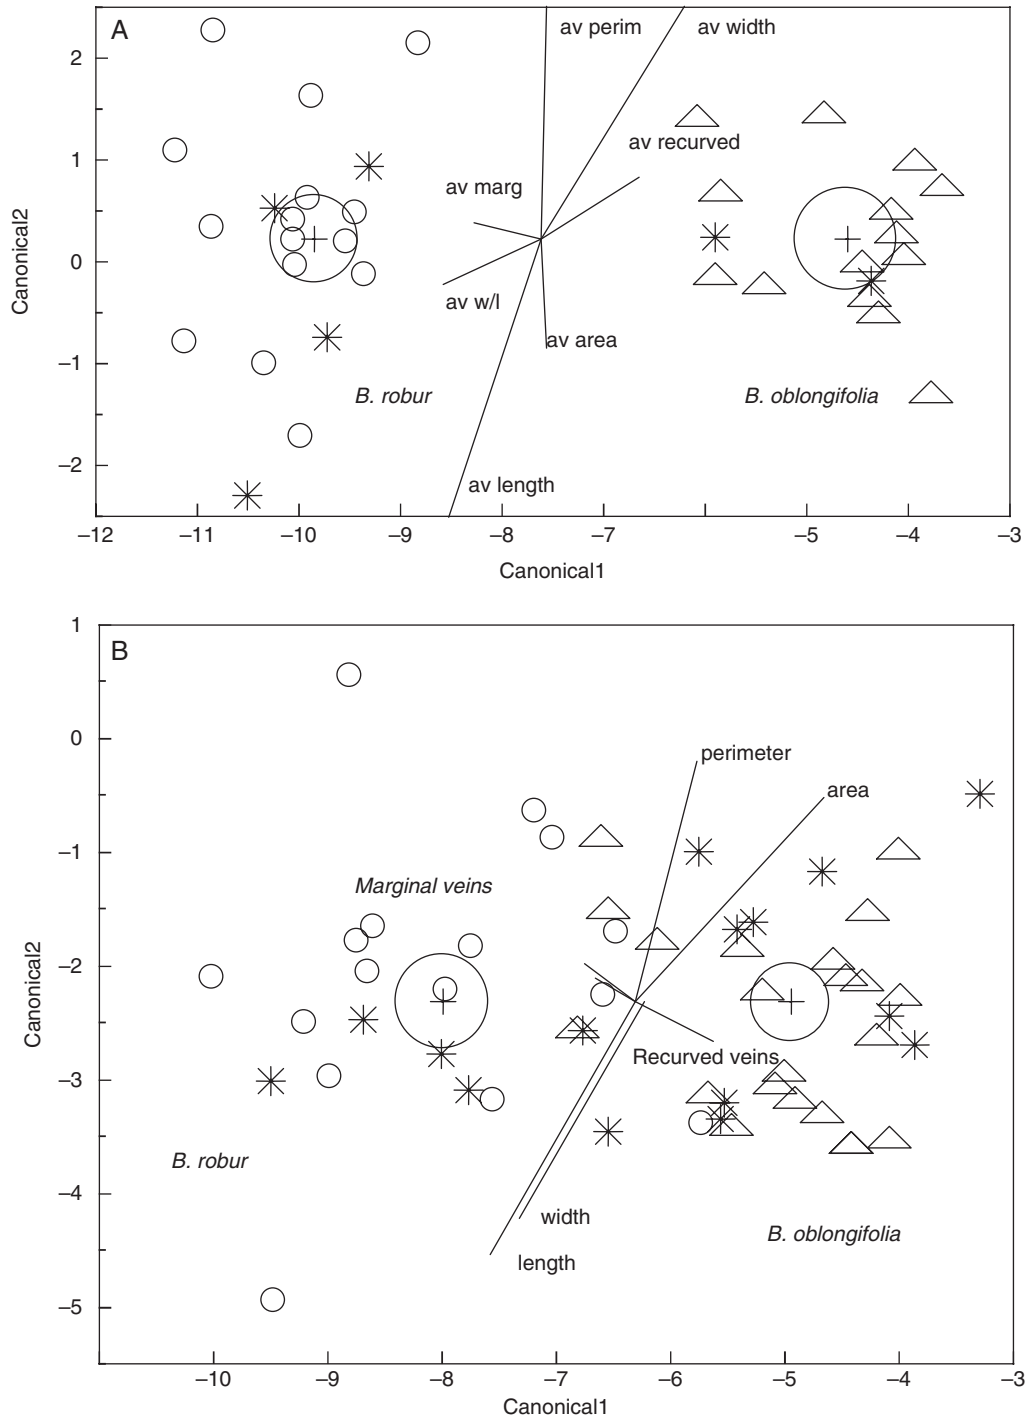 A
av perim
av width
2
av recurved
1
av marg
Canonical2
0
av w/l
av area
–1
B. robur
B. oblongifolia
–2
av length
–12
–11
–10
–9
–8
–7
–5
–4
–3
Canonical1
1
B
0
perimeter
area
–1
Marginal veins
Canonical2
–2
Recurved veins
–3
B. robur
–4
width
B. oblongifolia
length
–5
–10
–9
–8
–7
–6
–5
–4
–3
Canonical1